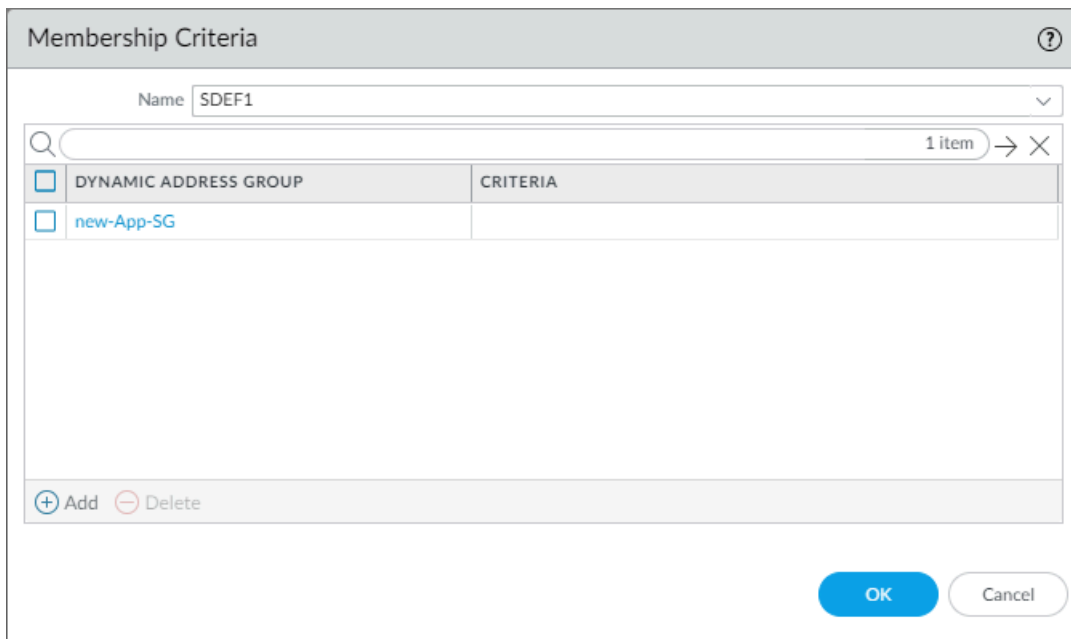 Membership Criteria
Name SDEF1
1 item
DYNAMIC ADDRESS GROUP CRITERIA
new-App-SG
Add Delete
OK Cancel